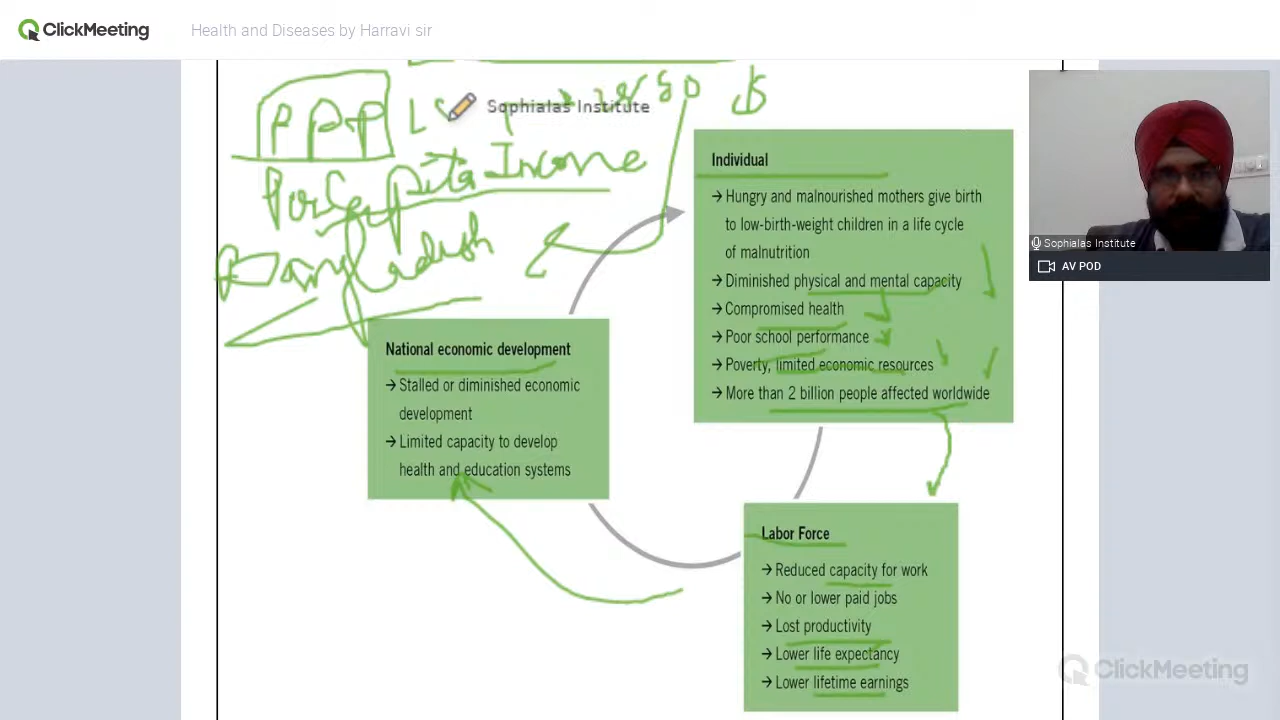 ClickMeeting
Health and Diseases by Harravi sir
PPP
Sophialas Institute
Per Capita Income
Bangladesh
Individual
→ Hungry and malnourished mothers give birth
to low-birth-weight children in a life cycle
of malnutrition
→ Diminished physical and mental capacity
→ Compromised health
→ Poor school performance
→ Poverty, limited economic resources
→ More than 2 billion people affected worldwide
Sophialas Institute
AV POD
National economic development
→ Stalled or diminished economic
development
→ Limited capacity to develop
health and education systems
Labor Force
→ Reduced capacity for work
→ No or lower paid jobs
→ Lost productivity
→ Lower life expectancy
→ Lower lifetime earnings
ClickMeeting